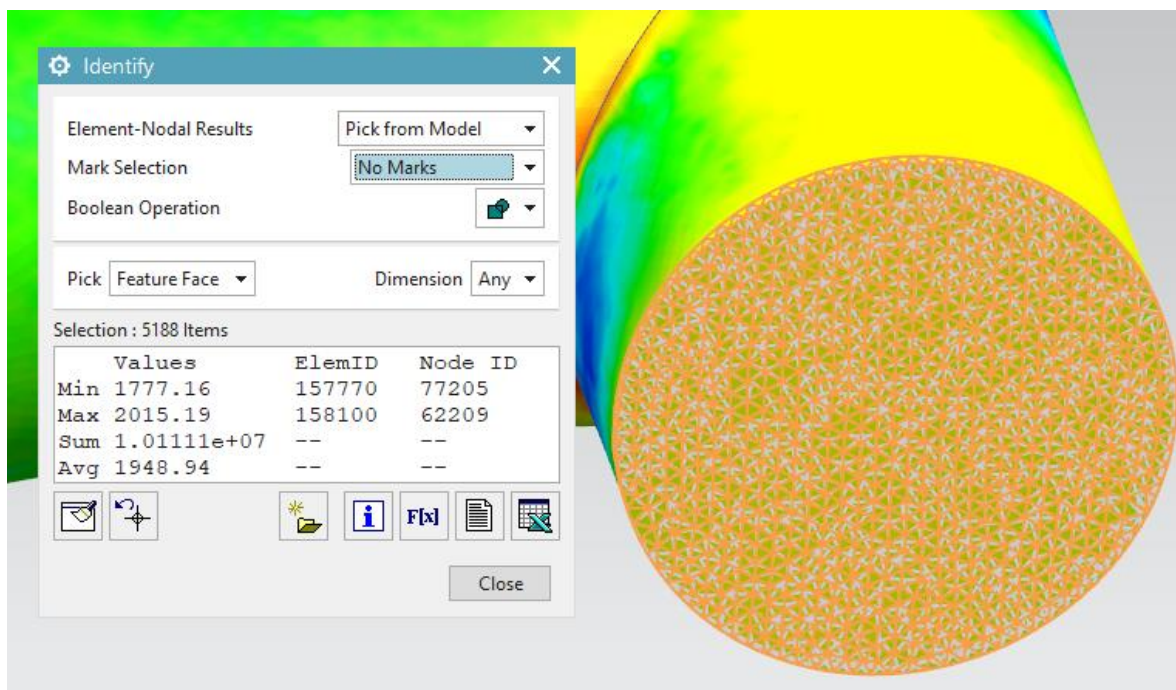 Identify
Element-Nodal Results Pick from Model
Mark Selection No Marks
Boolean Operation
Pick Feature Face Dimension Any
Selection : 5188 Items
Values ElemID Node ID
Min 1777.16 157770 77205
Max 2015.19 158100 62209
Sum 1.01111e+07 -- --
Avg 1948.94 -- --
i F[x] X
Close